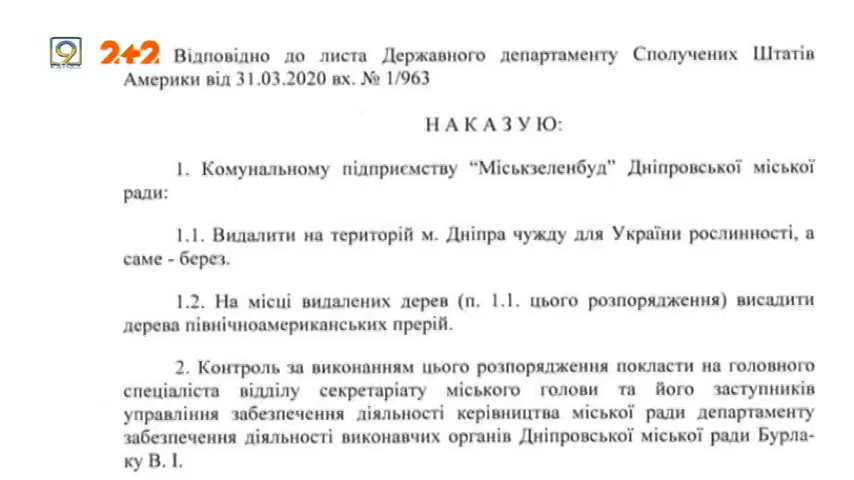 9 2+2 Відповідно до листа Державного департаменту Сполучених Штатів
Америки від 31.03.2020 вх. № 1/963
Н А К А З У Ю:
1. Комунальному підприємству “Міськзеленбуд” Дніпровської міської
ради:
1.1. Видалити на територій м. Дніпра чужду для України рослинності, а
саме - берез.
1.2. На місці видалених дерев (п. 1.1. цього розпорядження) висадити
дерева північноамериканських прерій.
2. Контроль за виконанням цього розпорядження покласти на головного
спеціаліста відділу секретаріату міського голови та його заступників
управління забезпечення діяльності керівництва міської ради департаменту
забезпечення діяльності виконавчих органів Дніпровської міської ради Бурла-
ку В. І.